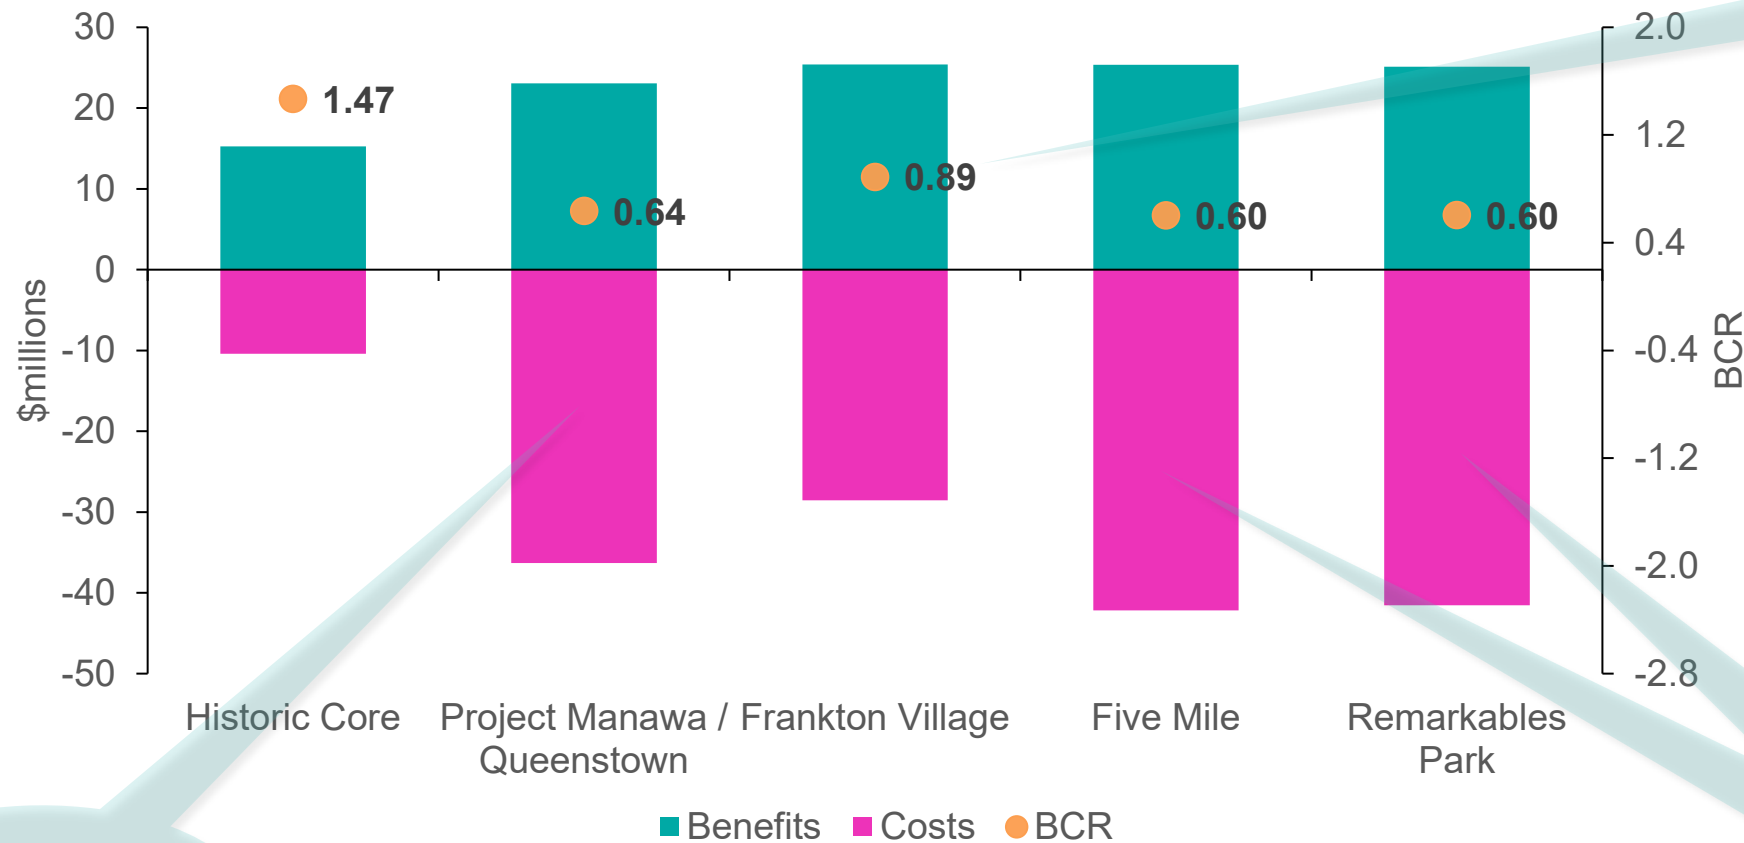 30
20
10
0
-10
-20
-30
-40
-50
$millions
2.0
1.2
0.4
-0.4
-1.2
-2.0
-2.8
BCR
1.47
0.64
0.89
0.60
0.60
Historic Core
Project Manawa /
Queenstown
Frankton Village
Five Mile
Remarkables
Park
Benefits Costs BCR